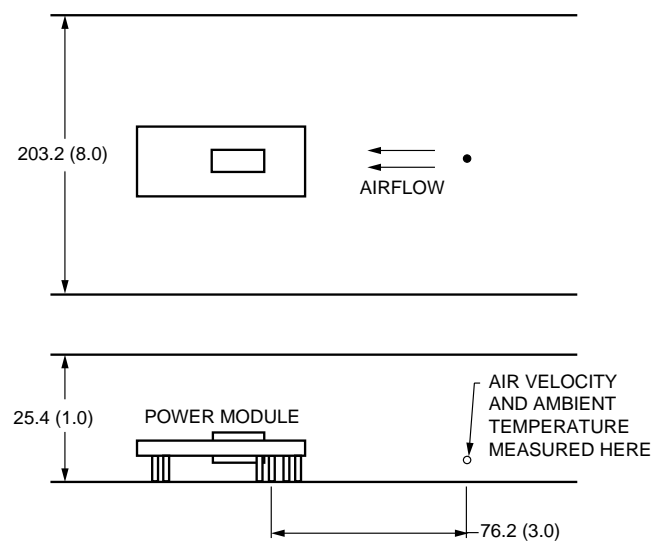 203.2 (8.0)
AIRFLOW
25.4 (1.0)
POWER MODULE
AIR VELOCITY
AND AMBIENT
TEMPERATURE
MEASURED HERE
76.2 (3.0)